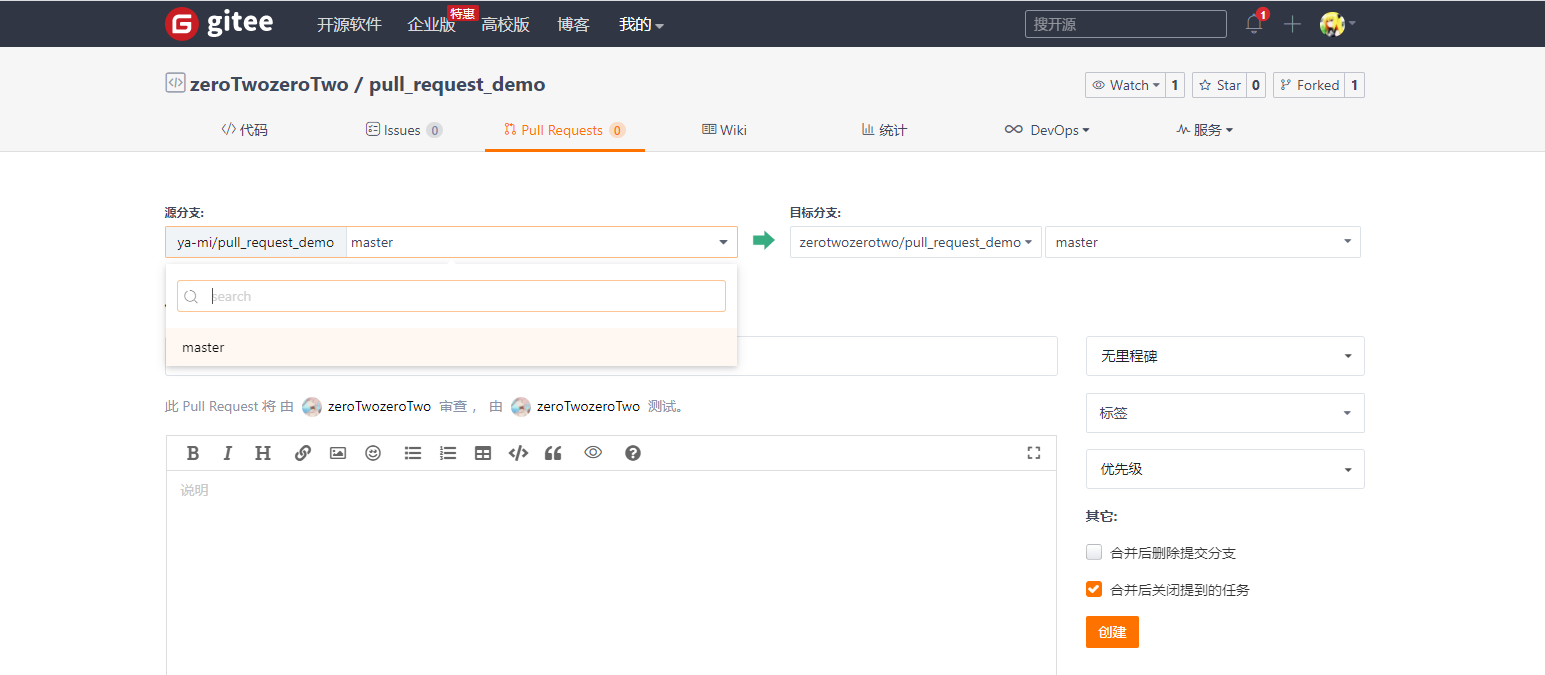 gitee 开源软件 企业版 特惠 高校版 博客 我的 搜开源 1
zeroTwozeroTwo / pull_request_demo Watch 1 Star 0 Forked 1
代码 Issues 0 Pull Requests 0 Wiki 统计 DevOps 服务
源分支: 目标分支:
ya-mi/pull_request_demo master zerotwozerotwo/pull_request_demo master
search
master
无里程碑
此 Pull Request 将 由 zeroTwozeroTwo 审查 ， 由 zeroTwozeroTwo 测试。
标签
B I H
说明
优先级
其它:
合并后删除提交分支
合并后关闭提到的任务
创建